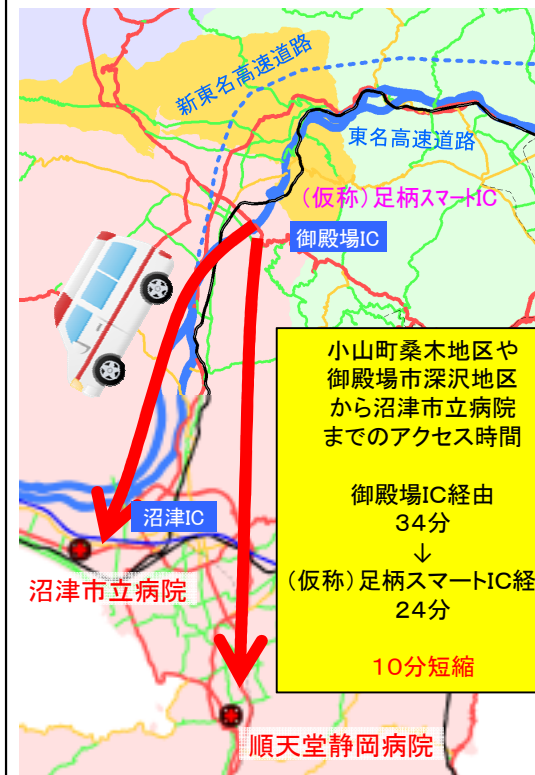 新東名高速道路
東名高速道路
(仮称)足柄スマートIC
御殿場IC
小山町桑木地区や
御殿場市深沢地区
から沼津市立病院
までのアクセス時間
御殿場IC経由
34分
↓
(仮称)足柄スマートIC経
24分
10分短縮
沼津IC
沼津市立病院
順天堂静岡病院